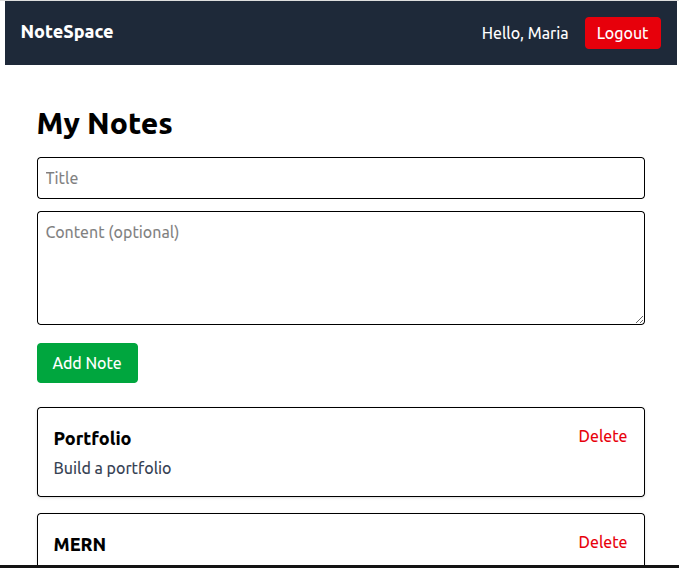 NoteSpace
Hello, Maria
Logout
My Notes
Title
Content (optional)
Add Note
Portfolio
Delete
Build a portfolio
MERN
Delete